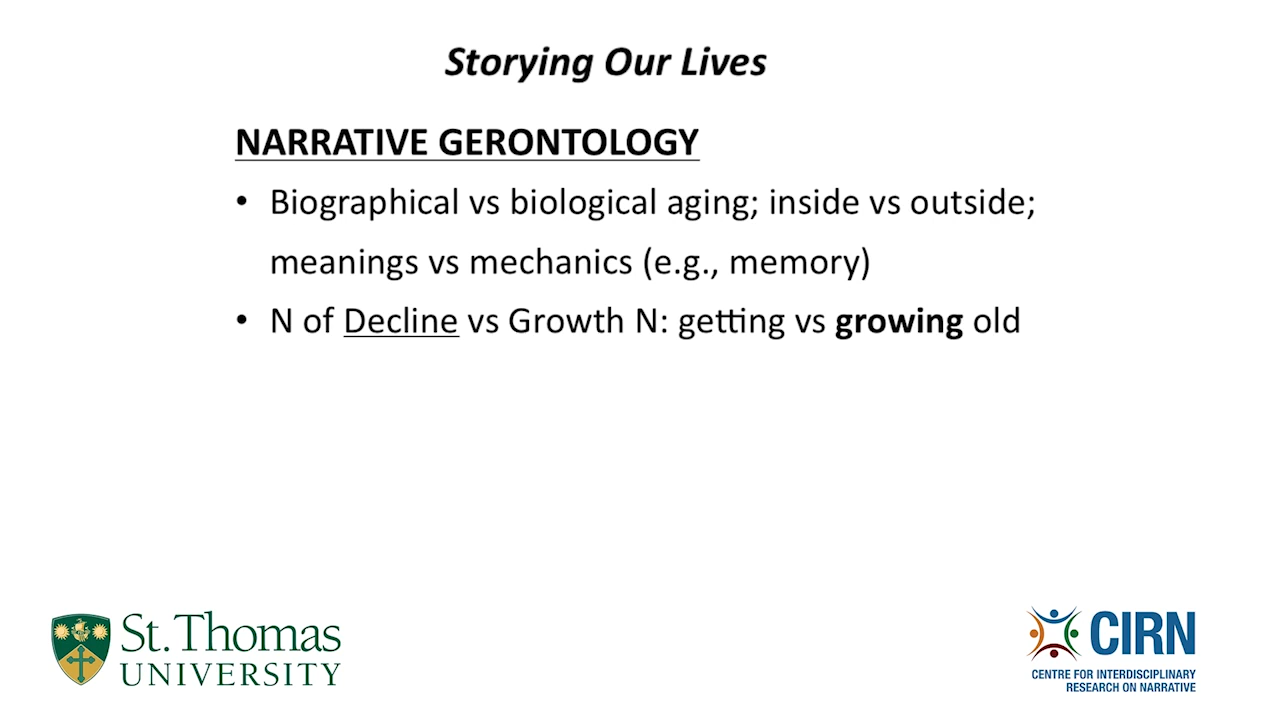 Storying Our Lives
NARRATIVE GERONTOLOGY
• Biographical vs biological aging; inside vs outside;
meanings vs mechanics (e.g., memory)
• N of Decline vs Growth N: getting vs growing old
St. Thomas
UNIVERSITY
CIRN
CENTRE FOR INTERDISCIPLINARY
RESEARCH ON NARRATIVE